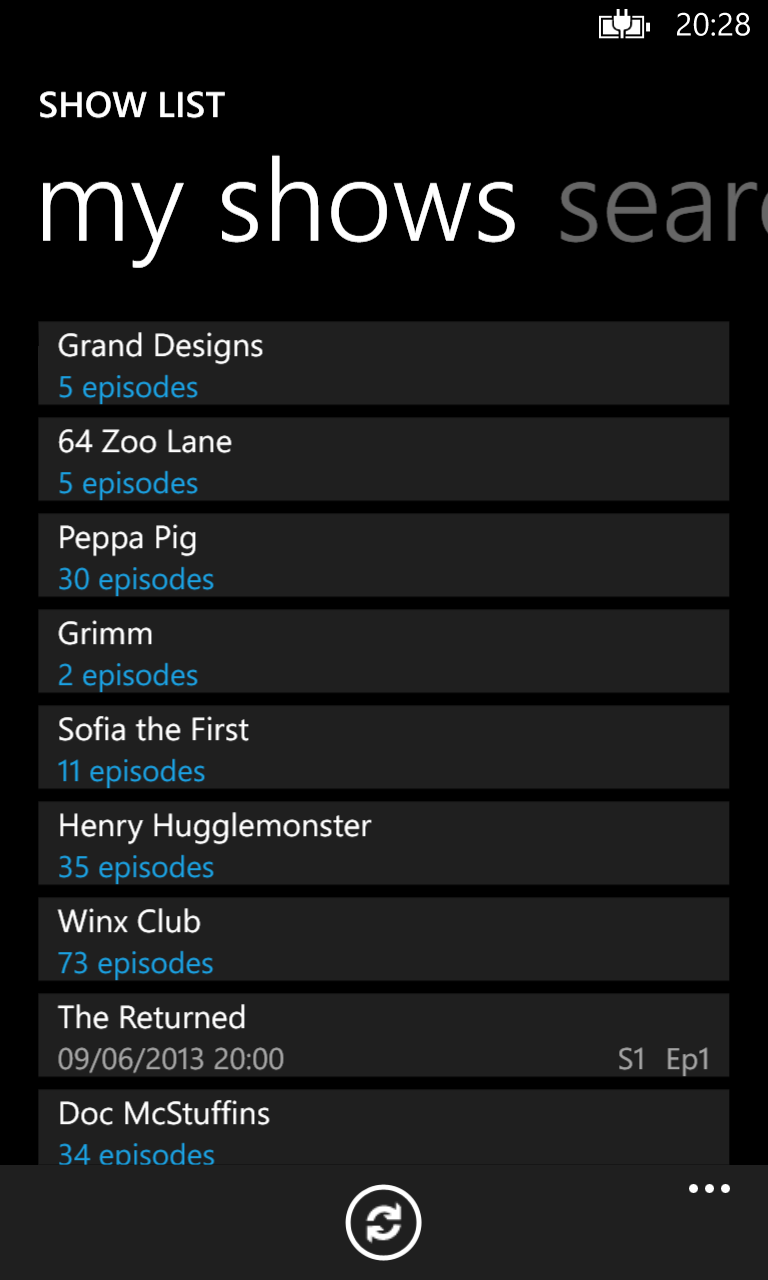 20:28
SHOW LIST
my shows sear
Grand Designs
5 episodes
64 Zoo Lane
5 episodes
Peppa Pig
30 episodes
Grimm
2 episodes
Sofia the First
11 episodes
Henry Hugglemonster
35 episodes
Winx Club
73 episodes
The Returned
09/06/2013 20:00 S1 Ep1
Doc McStuffins
34 episodes